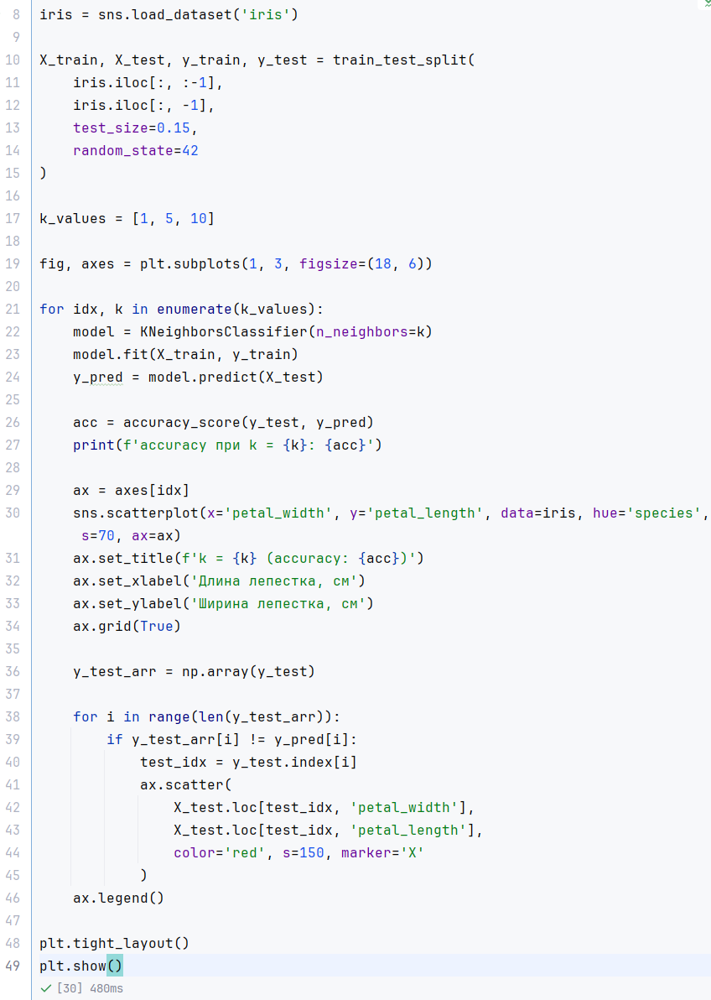 8 iris = sns.load_dataset('iris')
9
10 X_train, X_test, y_train, y_test = train_test_split(
11     iris.iloc[:, :-1],
12     iris.iloc[:, -1],
13     test_size=0.15,
14     random_state=42
15 )
16
17 k_values = [1, 5, 10]
18
19 fig, axes = plt.subplots(1, 3, figsize=(18, 6))
20
21 for idx, k in enumerate(k_values):
22     model = KNeighborsClassifier(n_neighbors=k)
23     model.fit(X_train, y_train)
24     y_pred = model.predict(X_test)
25
26     acc = accuracy_score(y_test, y_pred)
27     print(f'accuracy при k = {k}: {acc}')
28
29     ax = axes[idx]
30     sns.scatterplot(x='petal_width', y='petal_length', data=iris, hue='species',
     s=70, ax=ax)
31     ax.set_title(f'k = {k} (accuracy: {acc})')
32     ax.set_xlabel('Длина лепестка, см')
33     ax.set_ylabel('Ширина лепестка, см')
34     ax.grid(True)
35
36     y_test_arr = np.array(y_test)
37
38     for i in range(len(y_test_arr)):
39         if y_test_arr[i] != y_pred[i]:
40             test_idx = y_test.index[i]
41             ax.scatter(
42                 X_test.loc[test_idx, 'petal_width'],
43                 X_test.loc[test_idx, 'petal_length'],
44                 color='red', s=150, marker='X'
45             )
46     ax.legend()
47
48 plt.tight_layout()
49 plt.show()
[30] 480ms